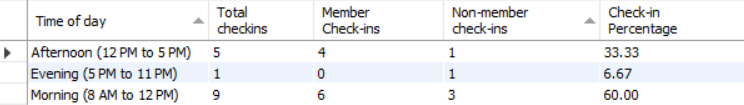 Time of day Total checkins Member Check-ins Non-member check-ins Check-in Percentage
Afternoon (12 PM to 5 PM) 5 4 1 33.33
Evening (5 PM to 11 PM) 1 0 1 6.67
Morning (8 AM to 12 PM) 9 6 3 60.00